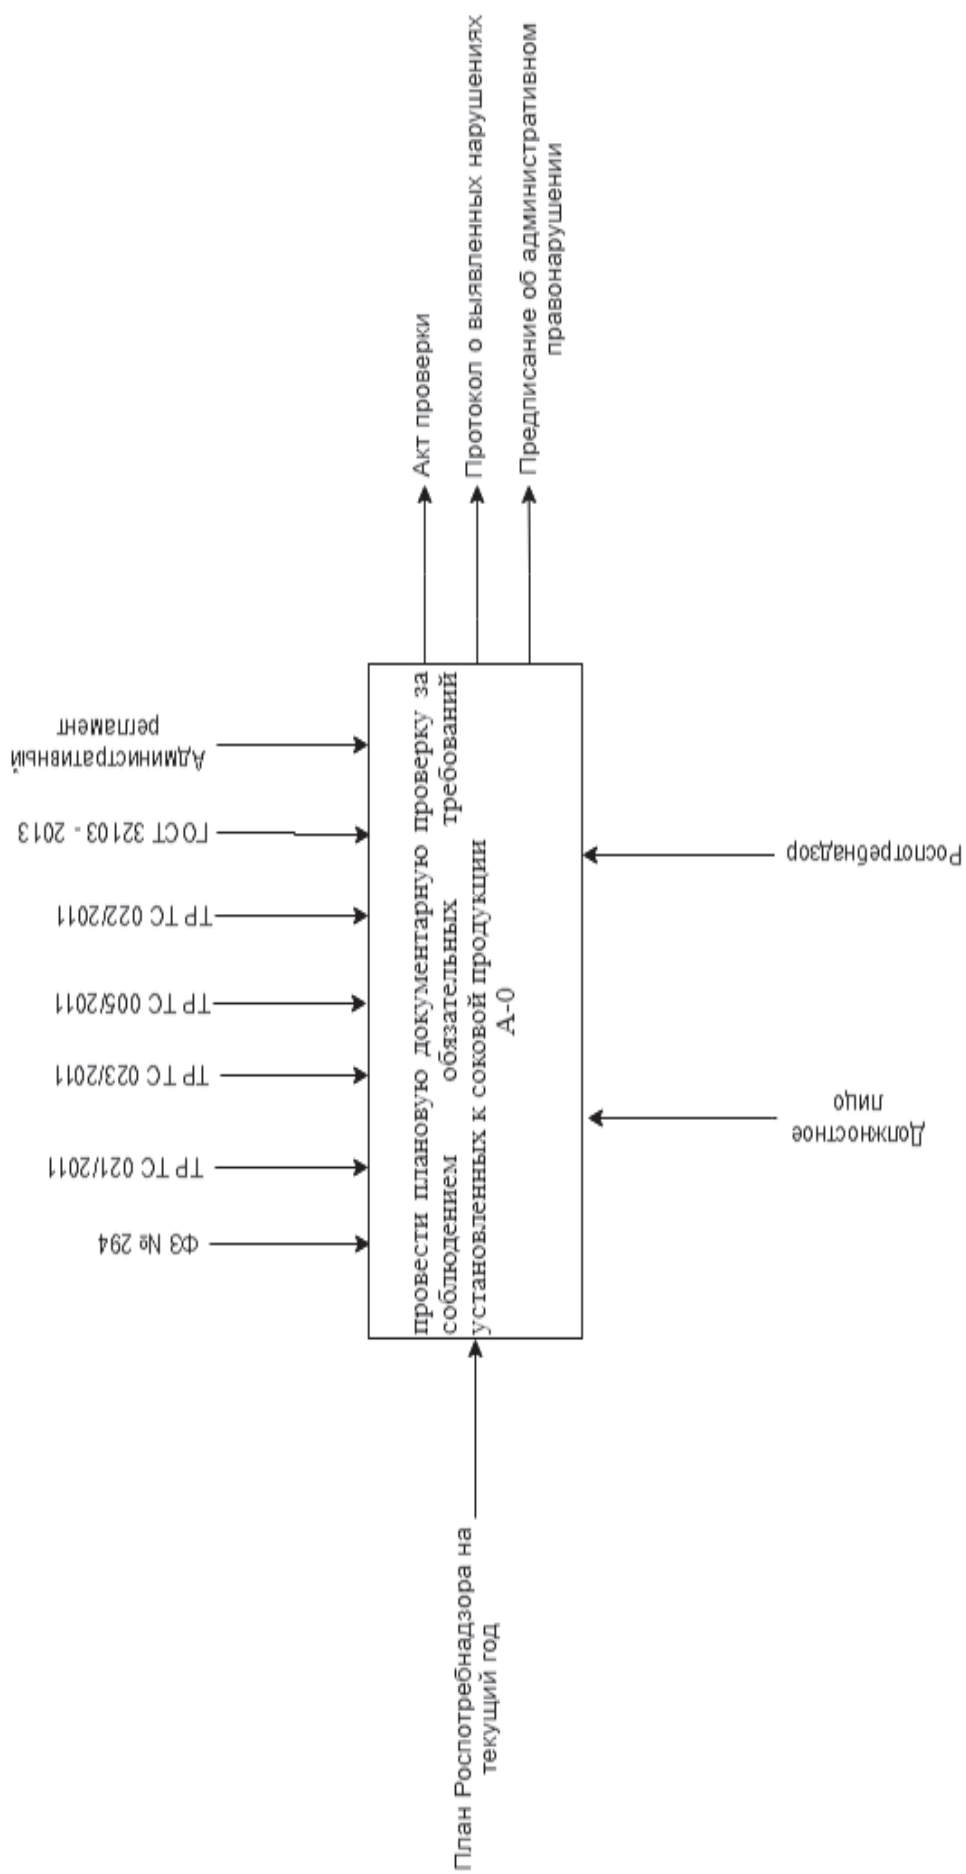 ФЗ № 294
ТР ТС 021/2011
ТР ТС 023/2011
ТР ТС 005/2011
ТР ТС 022/2011
ГОСТ 32103 - 2013
Административный
регламент
План Роспотребнадзора на
текущий год
провести плановую документарную проверку за
соблюдением обязательных требований
установленных к соковой продукции
А-0
Акт проверки
Протокол о выявленных нарушениях
Предписание об административном
правонарушении
Должностное
лицо
Роспотребнадзор